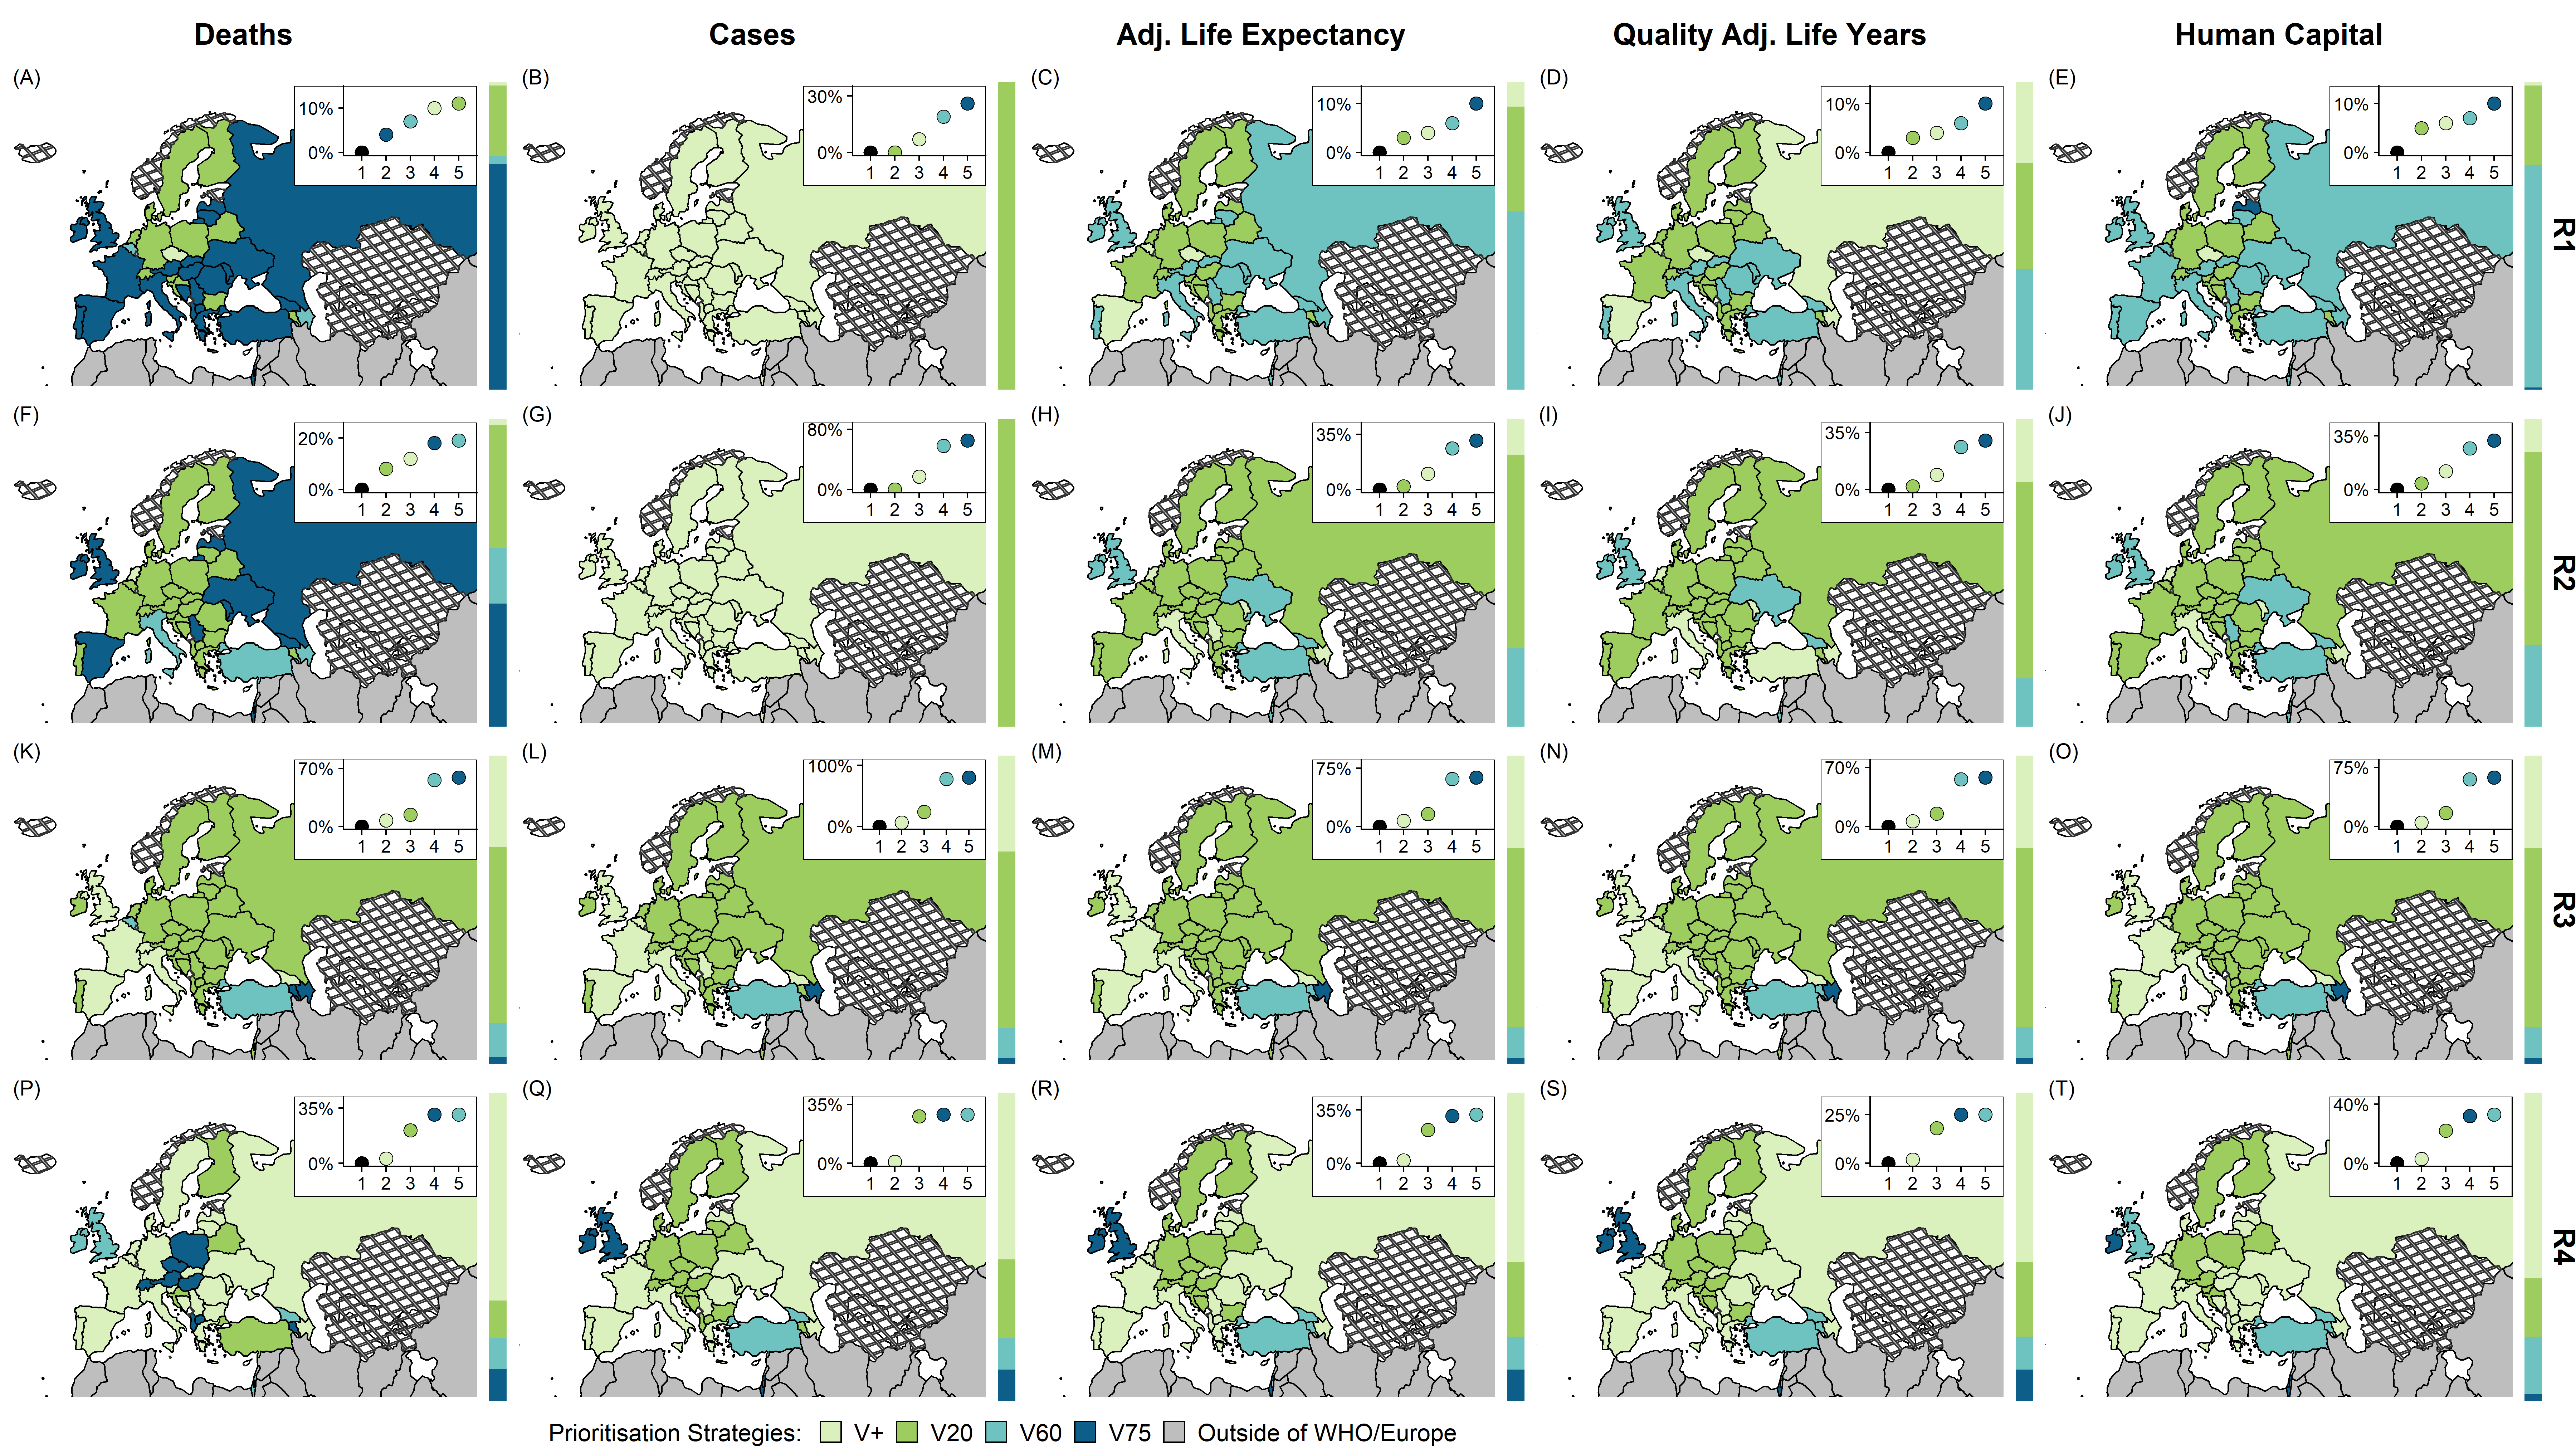 Deaths Cases Adj. Life Expectancy Quality Adj. Life Years Human Capital
(A) (B) (C) (D) (E)
10% 30% 10% 10% 10%
0% 0% 0% 0% 0%
1 2 3 4 5 1 2 3 4 5 1 2 3 4 5 1 2 3 4 5 1 2 3 4 5
R1
(F) (G) (H) (I) (J)
20% 80% 35% 35% 35%
0% 0% 0% 0% 0%
1 2 3 4 5 1 2 3 4 5 1 2 3 4 5 1 2 3 4 5 1 2 3 4 5
R2
(K) (L) (M) (N) (O)
70% 100% 75% 70% 75%
0% 0% 0% 0% 0%
1 2 3 4 5 1 2 3 4 5 1 2 3 4 5 1 2 3 4 5 1 2 3 4 5
R3
(P) (Q) (R) (S) (T)
35% 35% 35% 25% 40%
0% 0% 0% 0% 0%
1 2 3 4 5 1 2 3 4 5 1 2 3 4 5 1 2 3 4 5 1 2 3 4 5
R4
Prioritisation Strategies: V+ V20 V60 V75 Outside of WHO/Europe